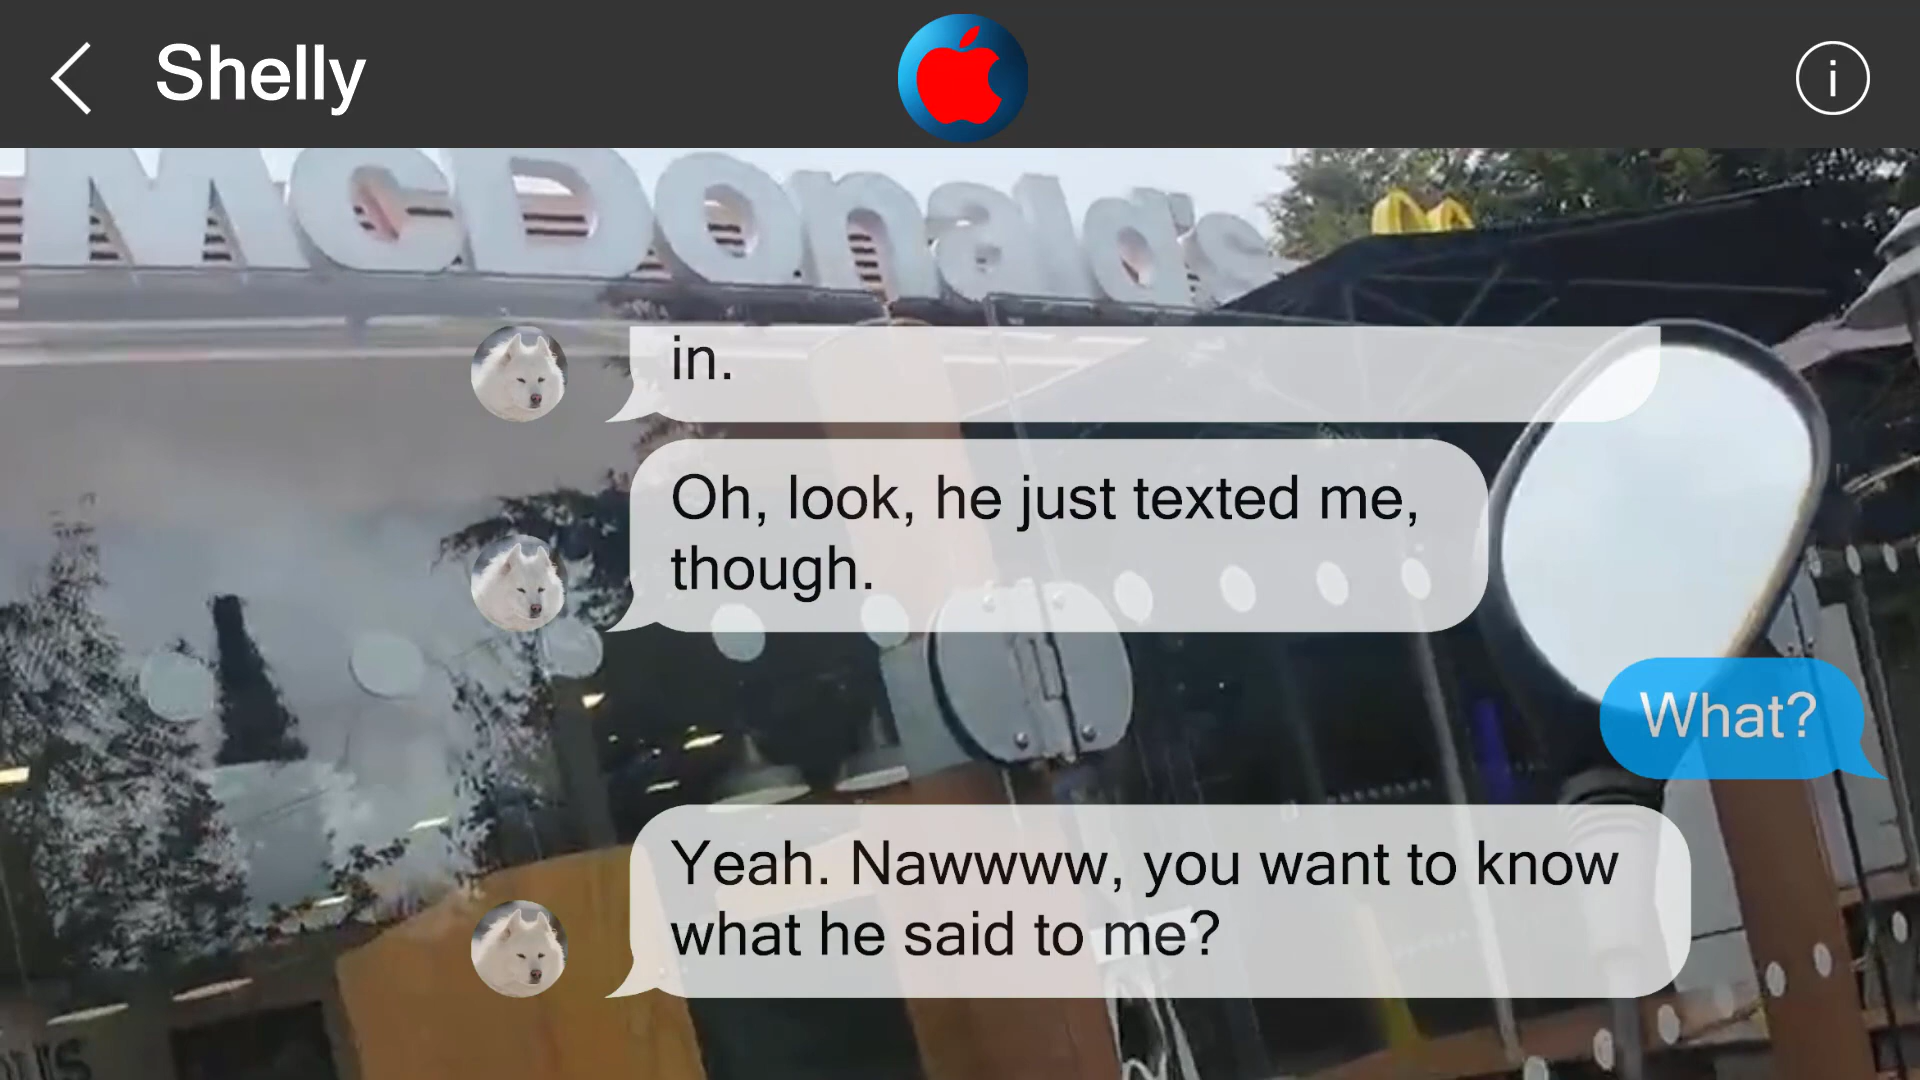 Shelly
i
McDonald's
in.
Oh, look, he just texted me,
though.
What?
Yeah. Nawwww, you want to know
what he said to me?